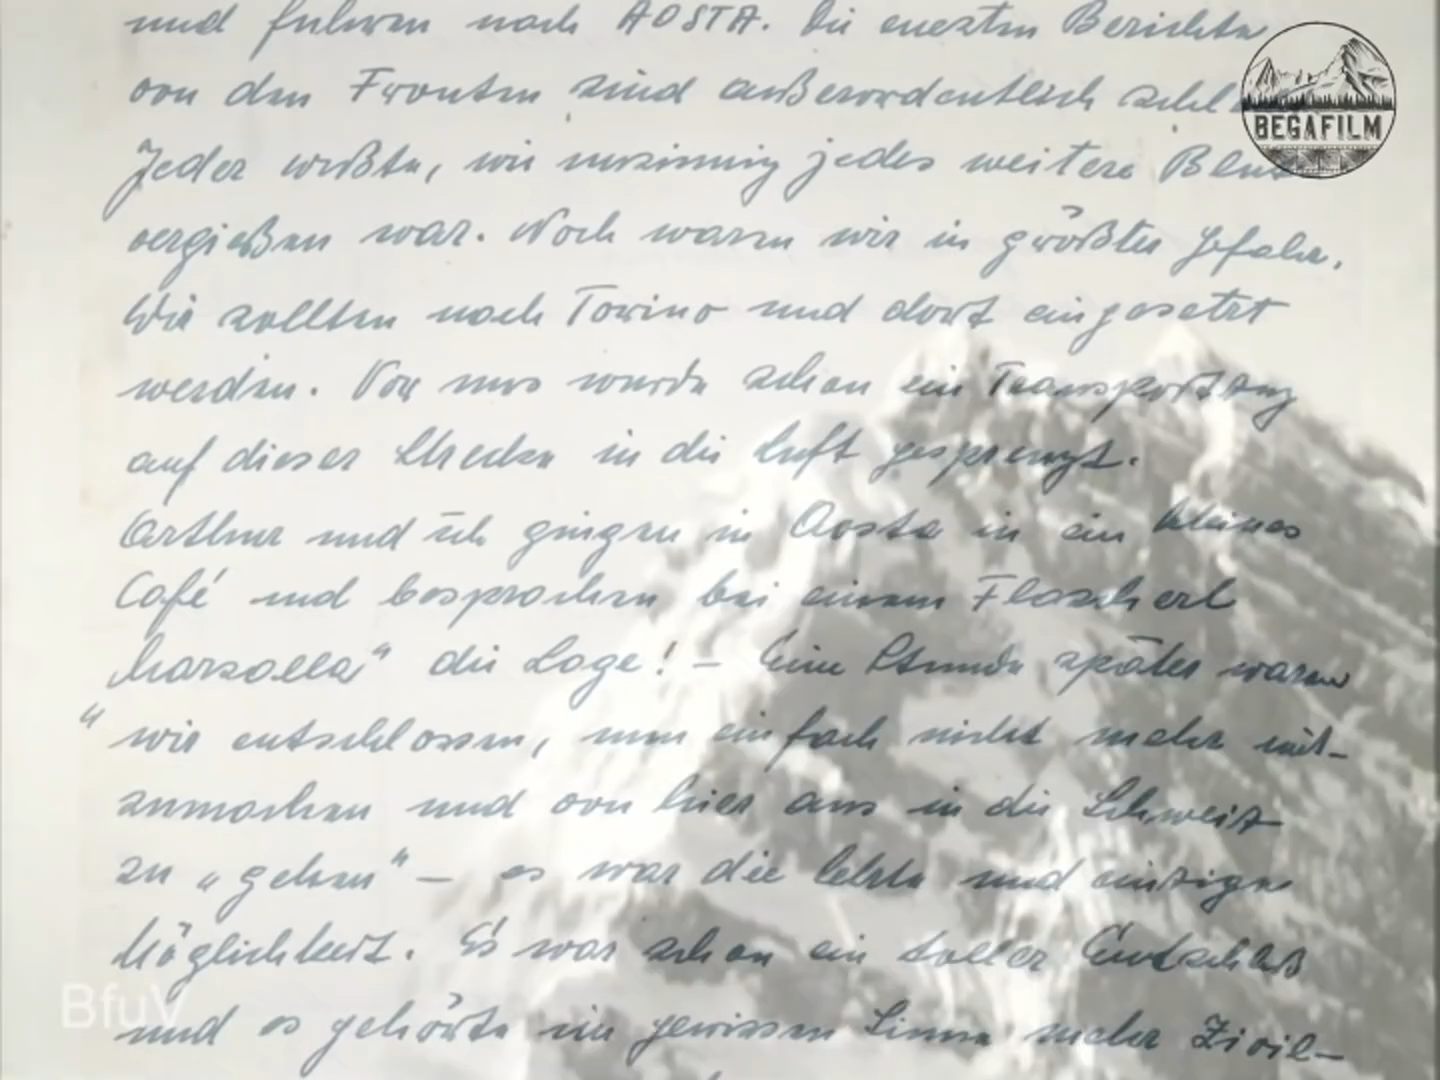 und fuhren nach AOSTA. Die ersten Berichte
von den Fronten sind außerordentlich
BEGAFILM
Jeder wußte, wie unsinnig jedes weitere Blut
vergießen war. Noch waren wir in größter Gefahr.
Wir sollten nach Torino und dort eingesetzt
werden. Vor uns wurde schon ein Transportzug
auf dieser Strecke in die Luft gesprengt.
Arthur und ich gingen in Aosta in ein kleines
Café und besprachen bei einem Flascherl
„Marsalla“ die Lage! – Eine Stunde später waren
wir entschlossen, nun einfach nicht mehr mit-
zumachen und von hier aus in die Schweiz
zu „gehen“ – es war die letzte und einzige
Möglichkeit. Es war schon ein toller Entschluß
BfuV
und es gehörte im gewissen Sinne mehr Zivil-